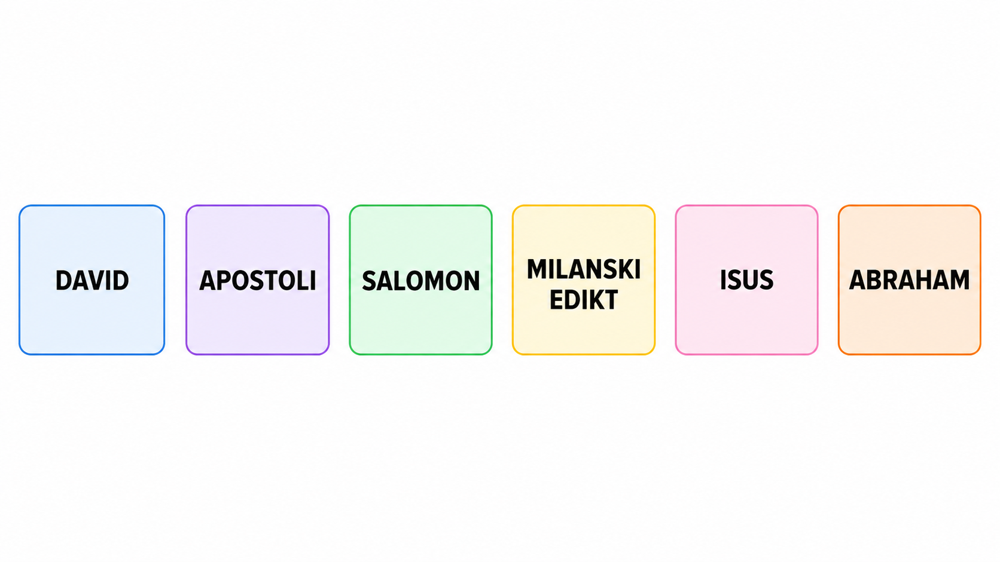 DAVID
APOSTOLI
SALOMON
MILANSKI
EDIKT
ISUS
ABRAHAM